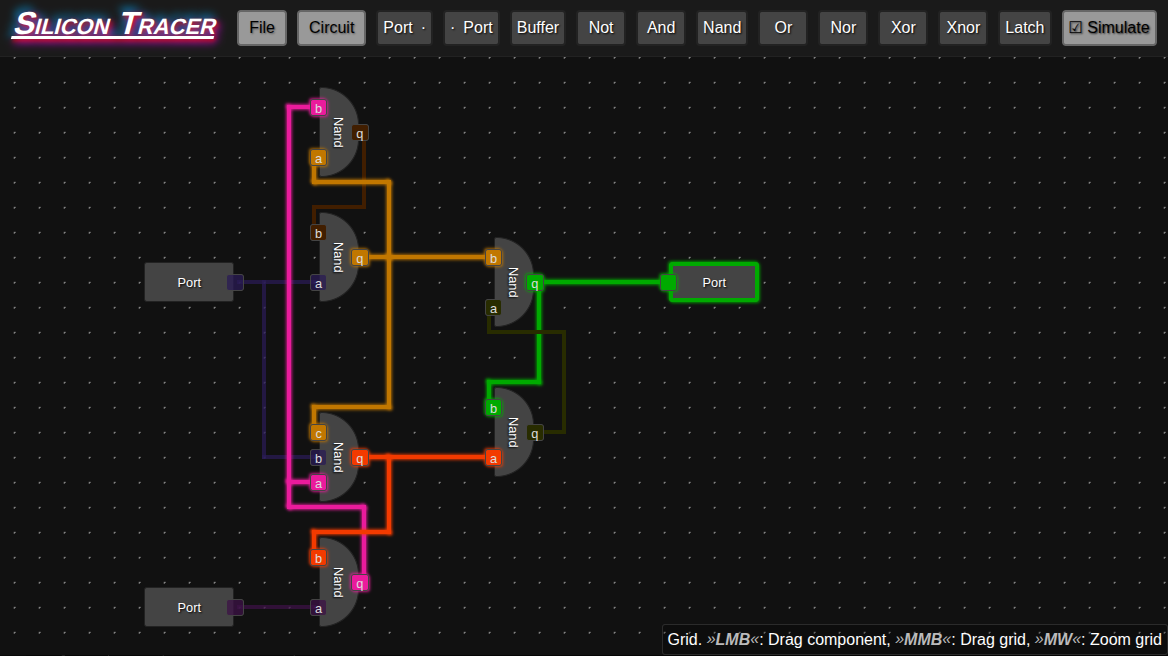 SILICON TRACER
File
Circuit
Port ·
· Port
Buffer
Not
And
Nand
Or
Nor
Xor
Xnor
Latch
☑ Simulate
b
Nand
q
a
b
Nand
q
a
Port
b
Nand
q
a
Port
b
Nand
q
a
c
b
Nand
q
a
b
Nand
q
a
Port
Grid. »LMB«: Drag component, »MMB«: Drag grid, »MW«: Zoom grid